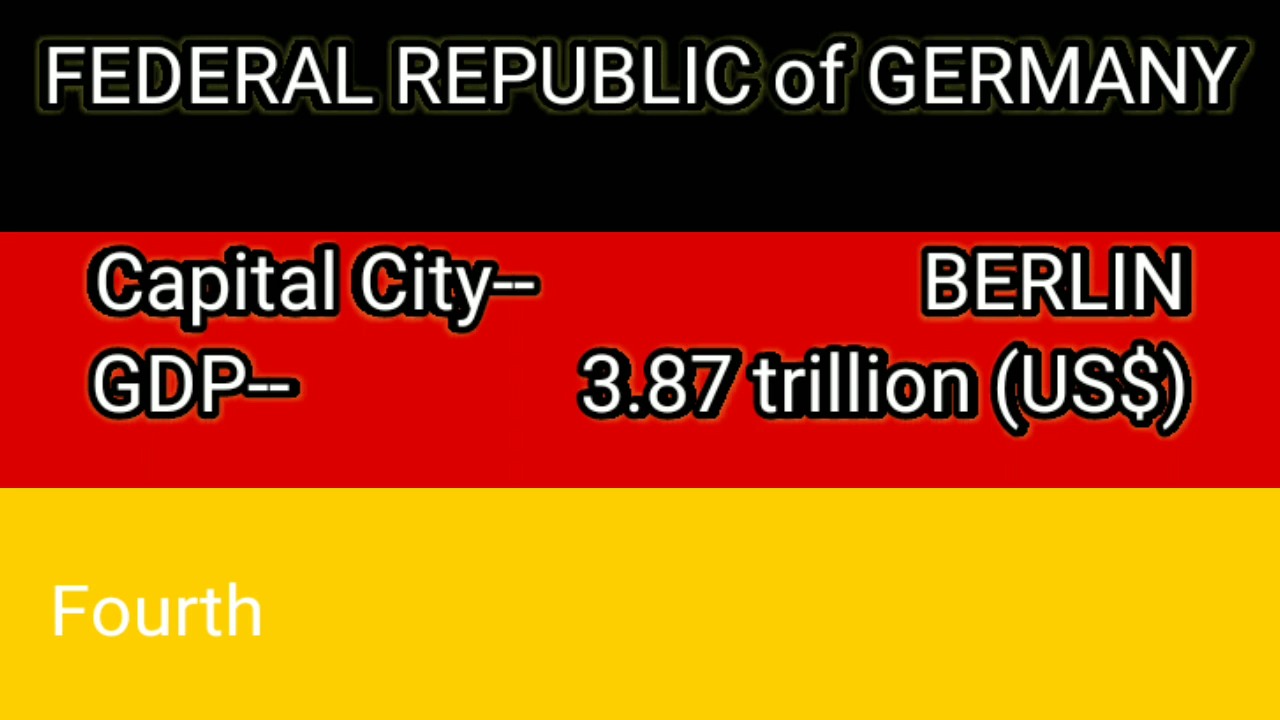 FEDERAL REPUBLIC of GERMANY
Capital City-- BERLIN
GDP-- 3.87 trillion (US$)
Fourth